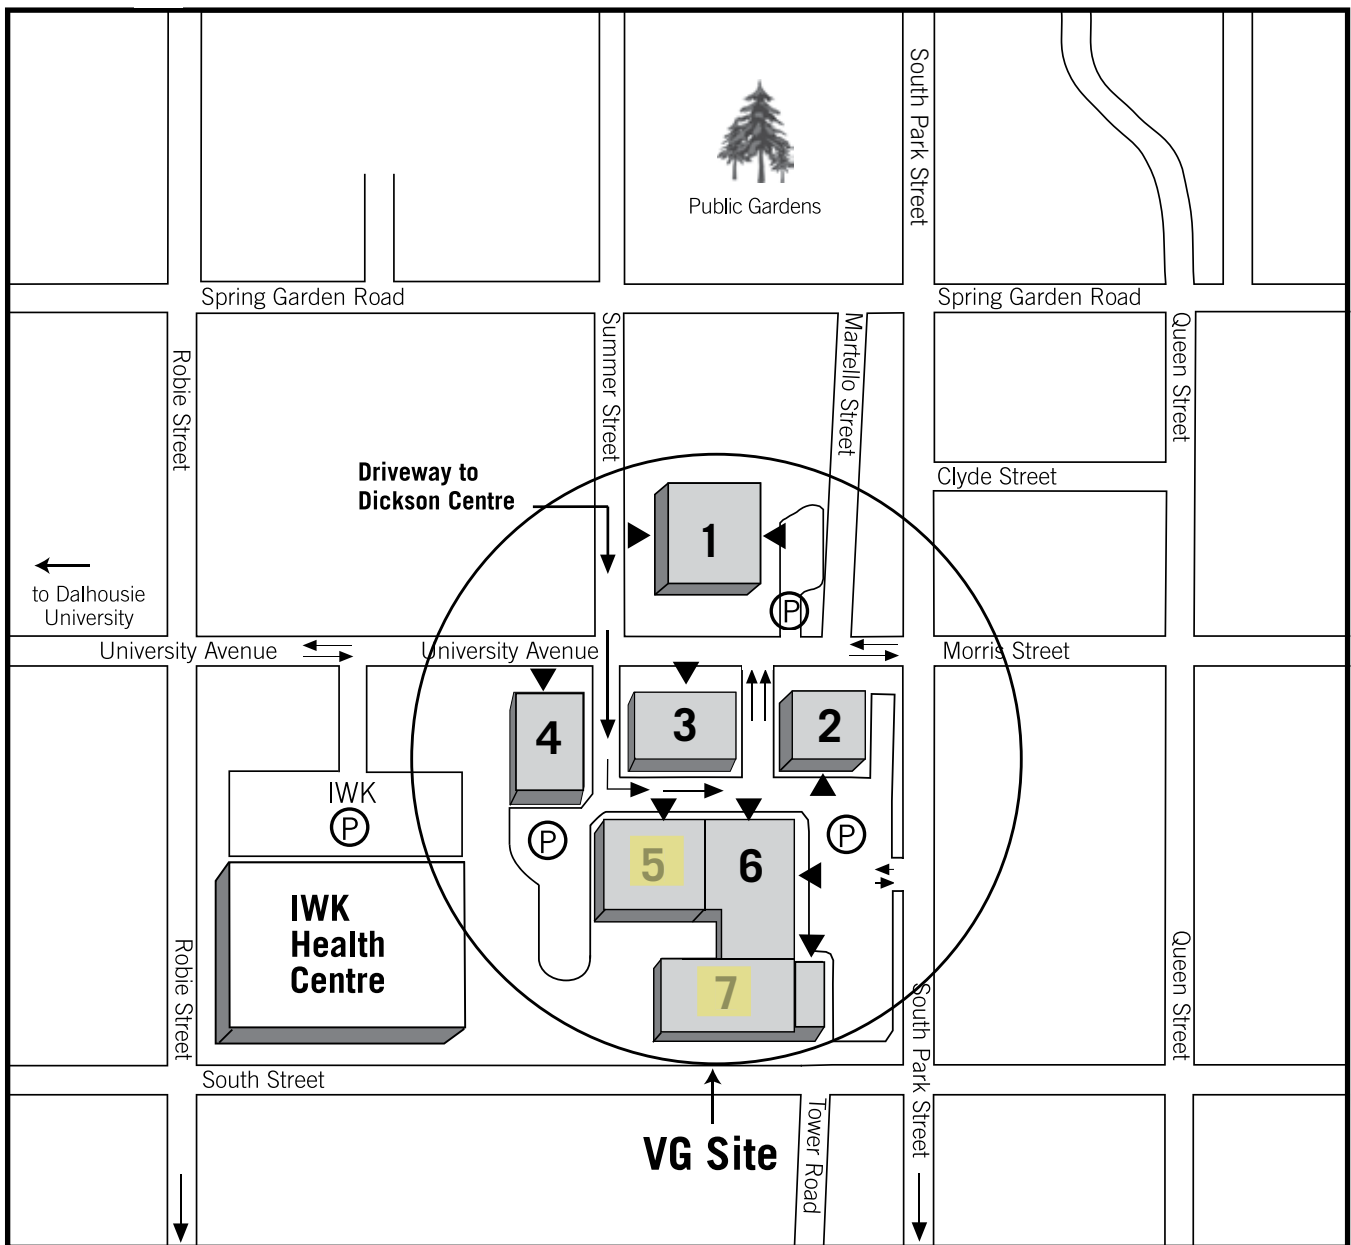 South Park Street
Public Gardens
Spring Garden Road
Spring Garden Road
Robie Street
Summer Street
Martello Street
Queen Street
Driveway to
Dickson Centre
Clyde Street
1
to Dalhousie
University
P
University Avenue
University Avenue
Morris Street
4
3
2
IWK
P
P
P
5
6
IWK
Health
Centre
7
Robie Street
South Park Street
Queen Street
South Street
VG Site
Tower Road